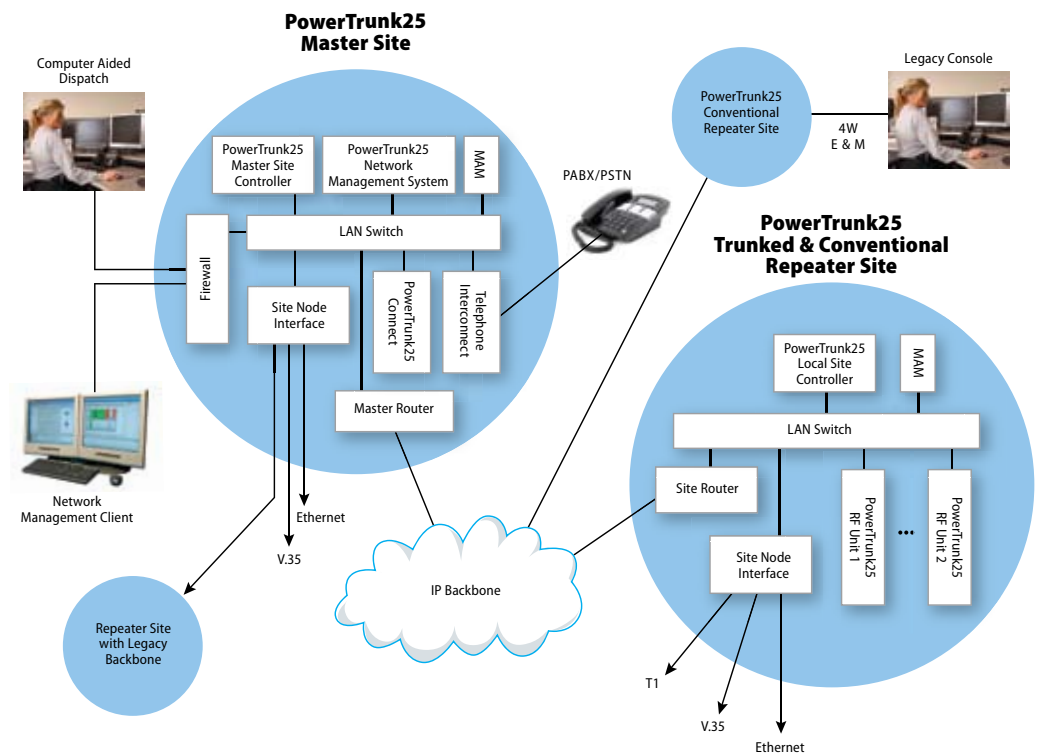 PowerTrunk25
Master Site
Computer Aided
Dispatch
PowerTrunk25
Master Site
Controller
PowerTrunk25
Network
Management System
MAM
LAN Switch
Firewall
Site Node
Interface
PowerTrunk25
Connect
Telephone
Interconnect
Master Router
PABX/PSTN
Network
Management Client
Ethernet
V.35
Repeater Site
with Legacy
Backbone
IP Backbone
PowerTrunk25
Conventional
Repeater Site
4W
E & M
Legacy Console
PowerTrunk25
Trunked & Conventional
Repeater Site
PowerTrunk25
Local Site
Controller
MAM
LAN Switch
Site Router
Site Node
Interface
PowerTrunk25
RF Unit 1
PowerTrunk25
RF Unit 2
T1
V.35
Ethernet